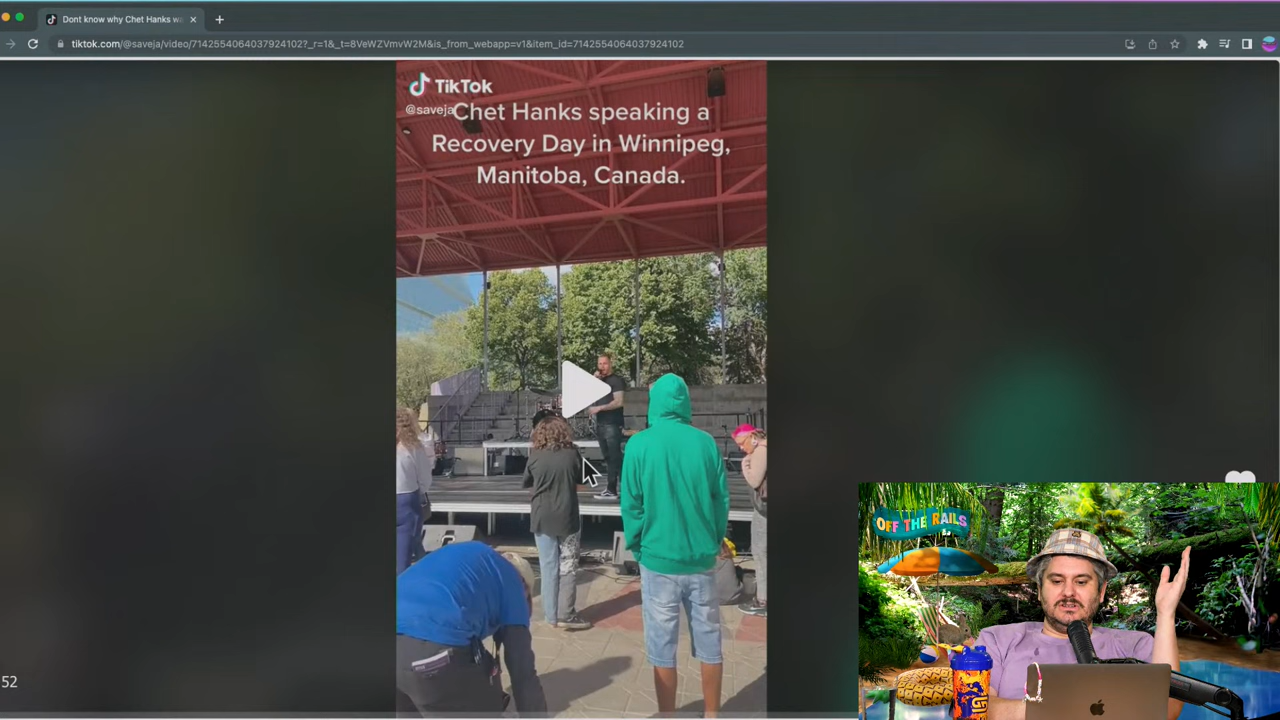 Dont know why Chet Hanks wa
tiktok.com/@saveja/video/7142554064037924102?_r=1&_t=8VeWZVmvW2M&is_from_webapp=v1&item_id=7142554064037924102
TikTok
@saveja
Chet Hanks speaking a
Recovery Day in Winnipeg,
Manitoba, Canada.
OFF THE RAILS
52